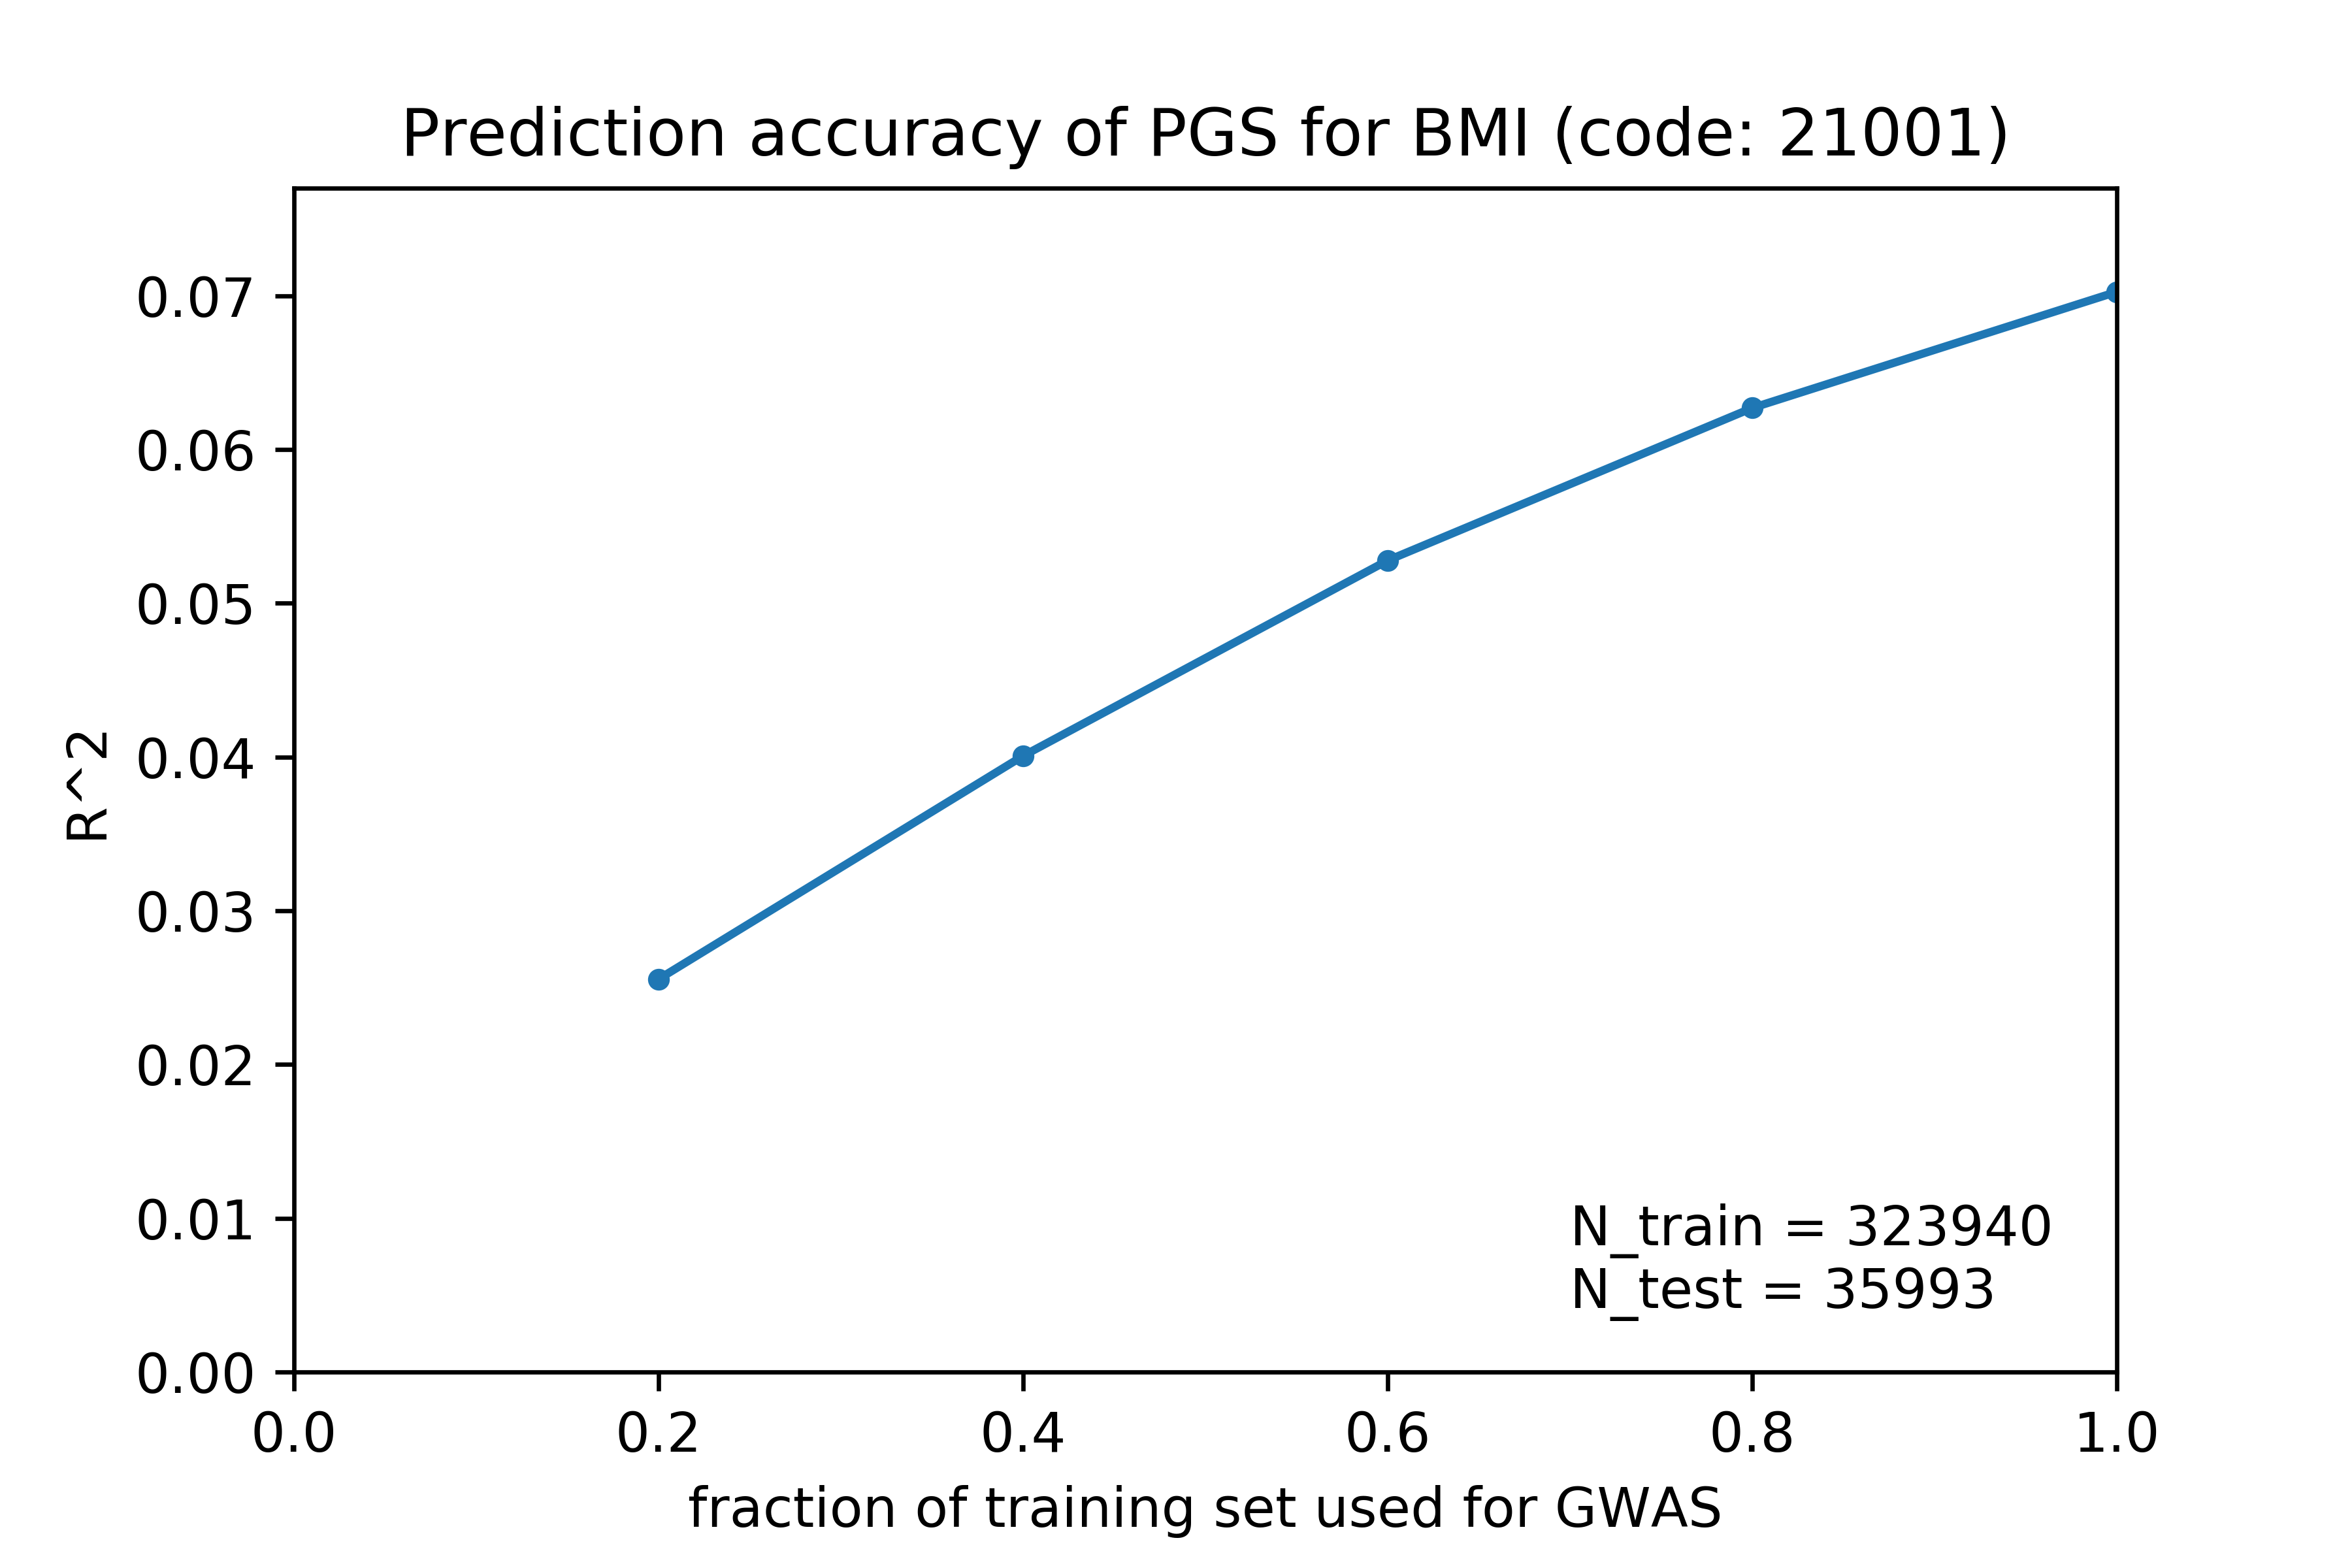 Prediction accuracy of PGS for BMI (code: 21001)
0.07
0.06
0.05
0.04
0.03
0.02
0.01
0.00
R^2
N_train = 323940
N_test = 35993
0.0 0.2 0.4 0.6 0.8 1.0
fraction of training set used for GWAS